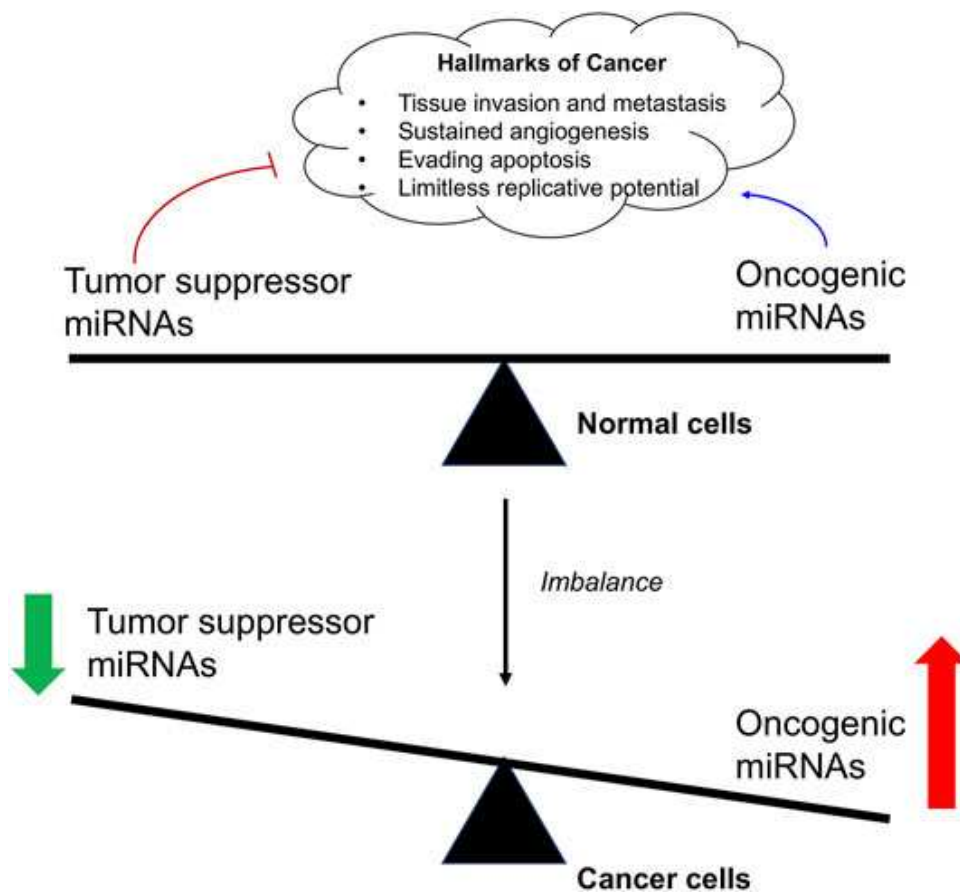 Hallmarks of Cancer
• Tissue invasion and metastasis
• Sustained angiogenesis
• Evading apoptosis
• Limitless replicative potential
Tumor suppressor
miRNAs
Oncogenic
miRNAs
Normal cells
Imbalance
Tumor suppressor
miRNAs
Oncogenic
miRNAs
Cancer cells